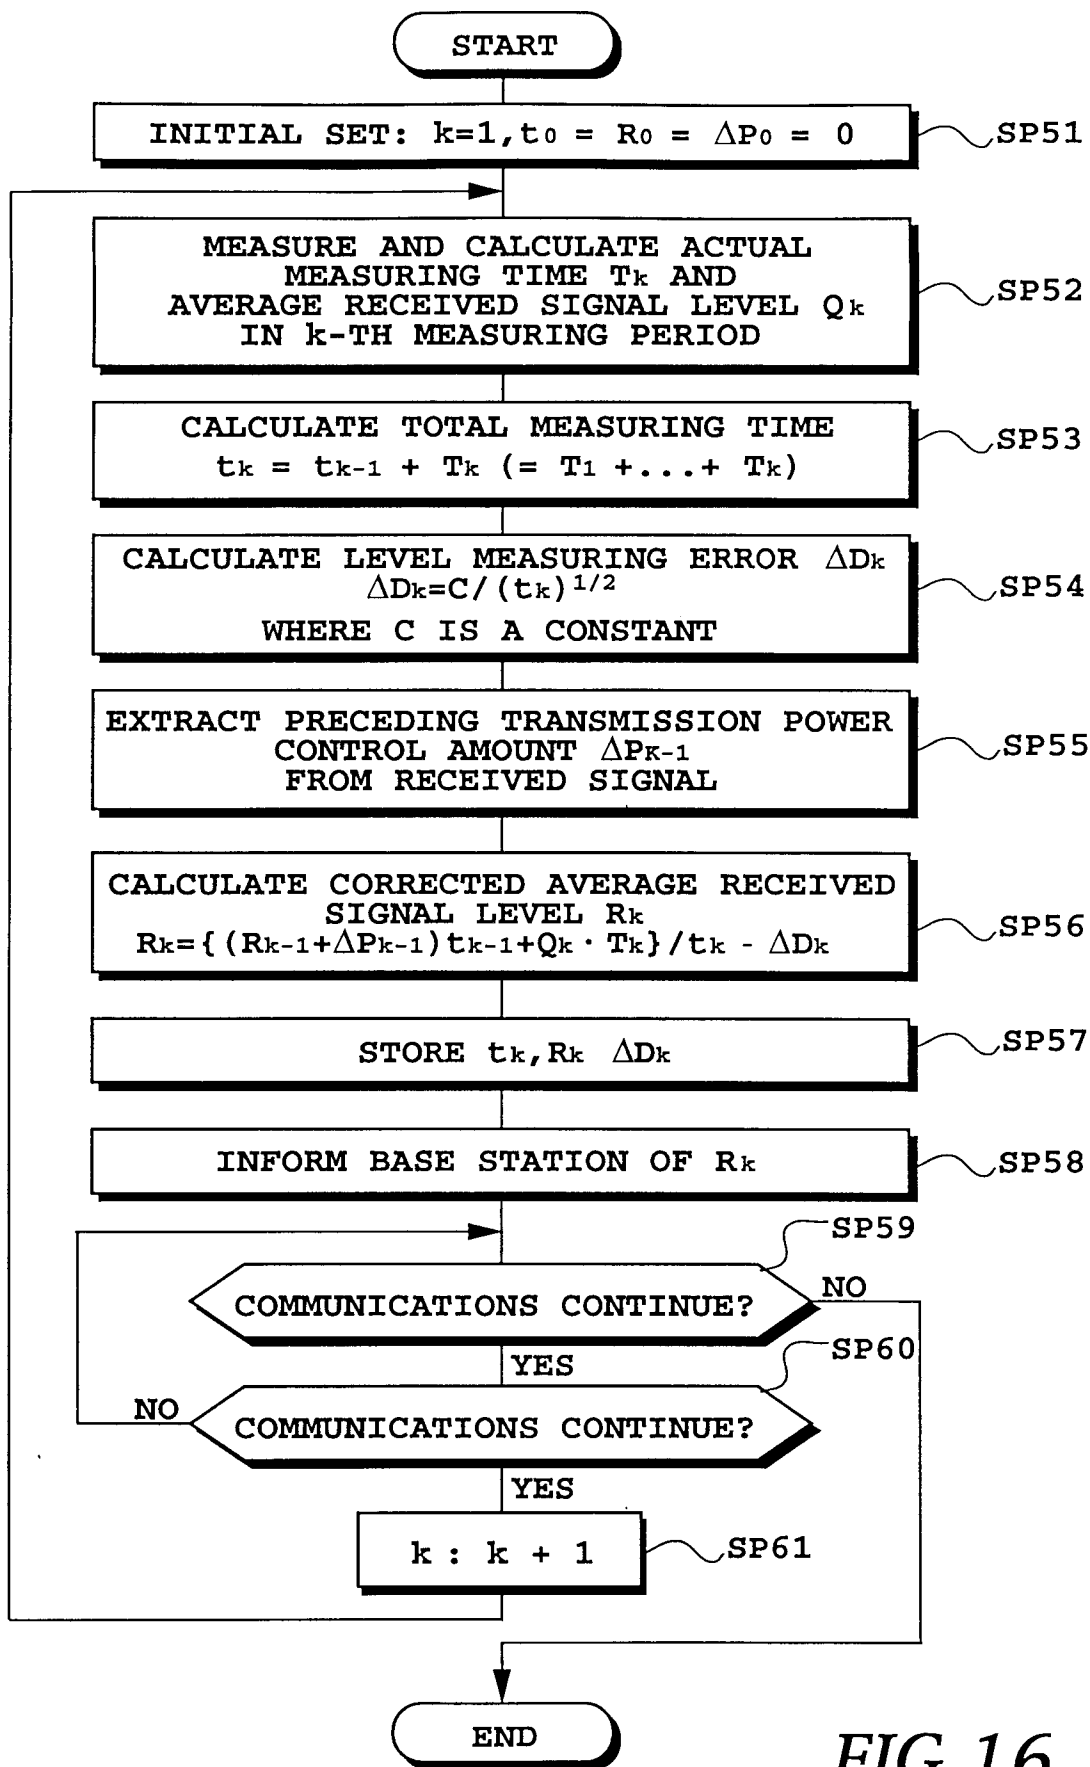 START
INITIAL SET: k=1, t0 = R0 = ΔP0 = 0
SP51
MEASURE AND CALCULATE ACTUAL
MEASURING TIME Tk AND
AVERAGE RECEIVED SIGNAL LEVEL Qk
IN k-TH MEASURING PERIOD
SP52
CALCULATE TOTAL MEASURING TIME
tk = tk-1 + Tk (= T1 +...+ Tk)
SP53
CALCULATE LEVEL MEASURING ERROR ΔDk
ΔDk=C/(tk)1/2
WHERE C IS A CONSTANT
SP54
EXTRACT PRECEDING TRANSMISSION POWER
CONTROL AMOUNT ΔPK-1
FROM RECEIVED SIGNAL
SP55
CALCULATE CORRECTED AVERAGE RECEIVED
SIGNAL LEVEL Rk
Rk={(Rk-1+ΔPk-1)tk-1+Qk·Tk}/tk - ΔDk
SP56
STORE tk,Rk ΔDk
SP57
INFORM BASE STATION OF Rk
SP58
SP59
COMMUNICATIONS CONTINUE?
NO
YES
SP60
COMMUNICATIONS CONTINUE?
NO
YES
k : k + 1
SP61
END
FIG. 16